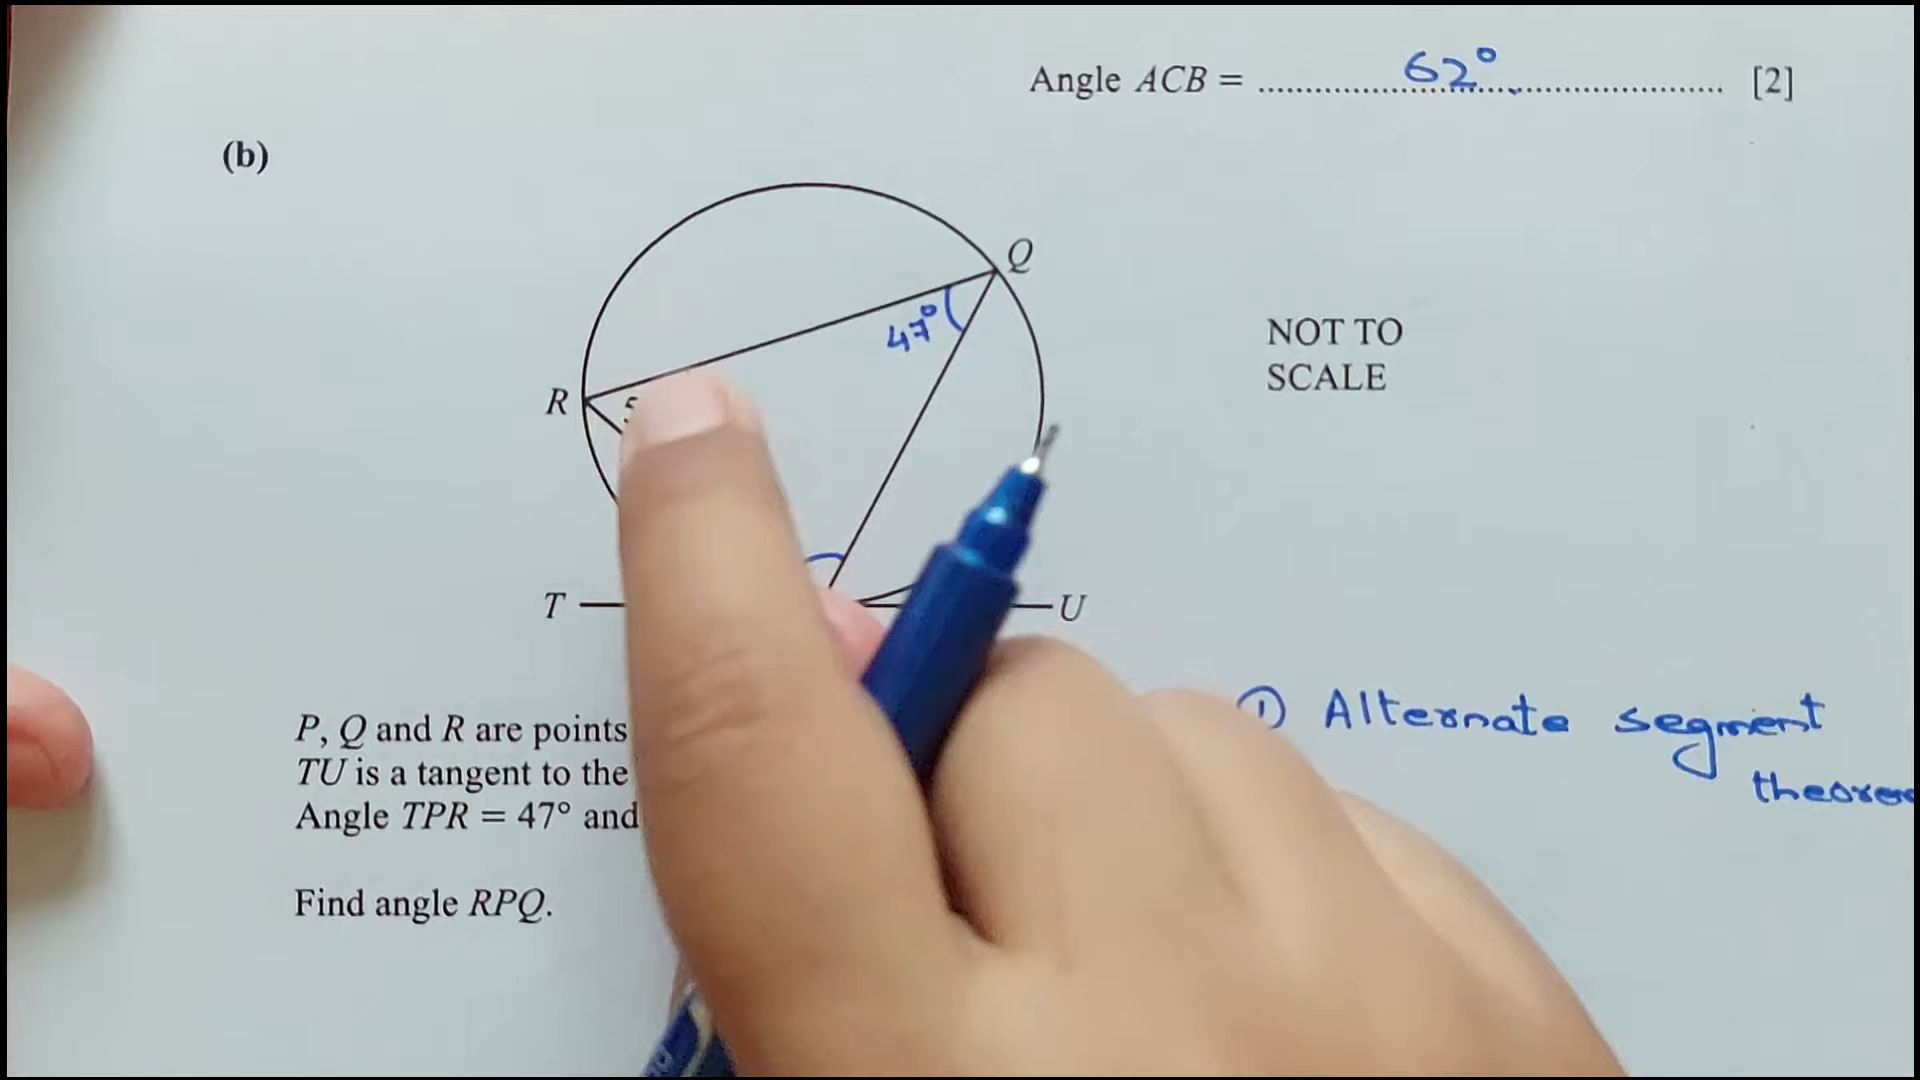 Angle ACB = 62° [2]
(b)
Q
47°
NOT TO
SCALE
R 5
T U
P, Q and R are points
TU is a tangent to the
Angle TPR = 47° and
① Alternate segment
Find angle RPQ.